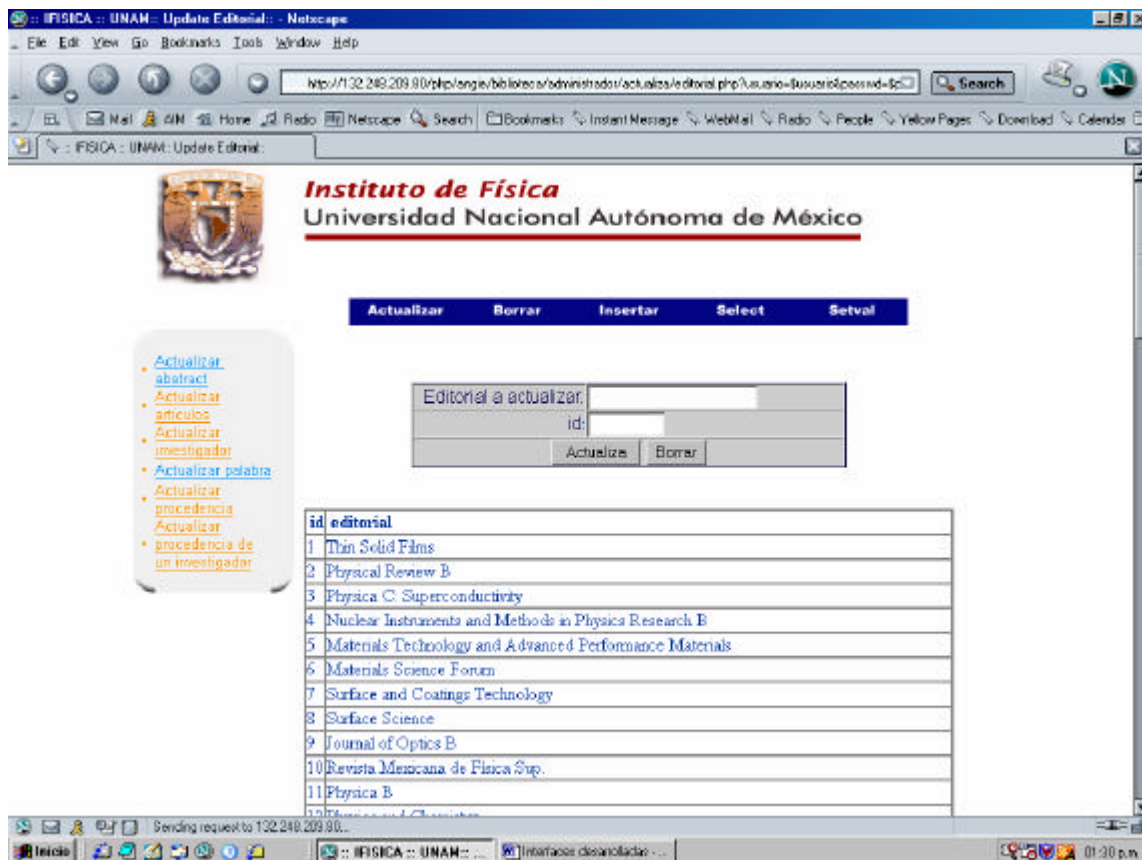 :: IFISICA :: UNAM:: Update Editorial:: - Netscape
File Edit View Go Bookmarks Tools Window Help
Search
Mail AIM Home Radio Netscape Search Bookmarks Instant Message WebMail Radio People Yellow Pages Download Calendar
:: IFISICA :: UNAM:: Update Editorial::
Instituto de Física
Universidad Nacional Autónoma de México
Actualizar Borrar Insertar Select Setval
Actualizar
abstract
Actualizar
articulos
Actualizar
investigador
Actualizar palabra
Actualizar
procedencia
Actualizar
procedencia de
un investigador
Editorial a actualizar:
id:
Actualiza Borrar
id editorial
1 Thin Solid Films
2 Physical Review B
3 Physica C: Superconductivity
4 Nuclear Instruments and Methods in Physics Research B
5 Materials Technology and Advanced Performance Materials
6 Materials Science Forum
7 Surface and Coatings Technology
8 Surface Science
9 Journal of Optics B
10 Revista Mexicana de Física Sup.
11 Physica B
Sending request to 132.248.209.90...
Inicio :: IFISICA :: UNAM:: ... Interfaces desarrolladas - ... 01:30 p.m.